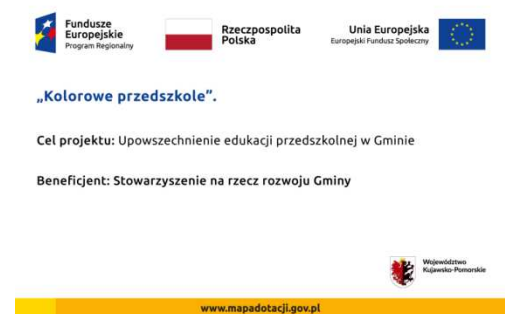 Fundusze
Europejskie
Program Regionalny
Rzeczpospolita
Polska
Unia Europejska
Europejski Fundusz Społeczny
„Kolorowe przedszkole”.
Cel projektu: Upowszechnienie edukacji przedszkolnej w Gminie
Beneficjent: Stowarzyszenie na rzecz rozwoju Gminy
Województwo
Kujawsko-Pomorskie
www.mapadotacji.gov.pl